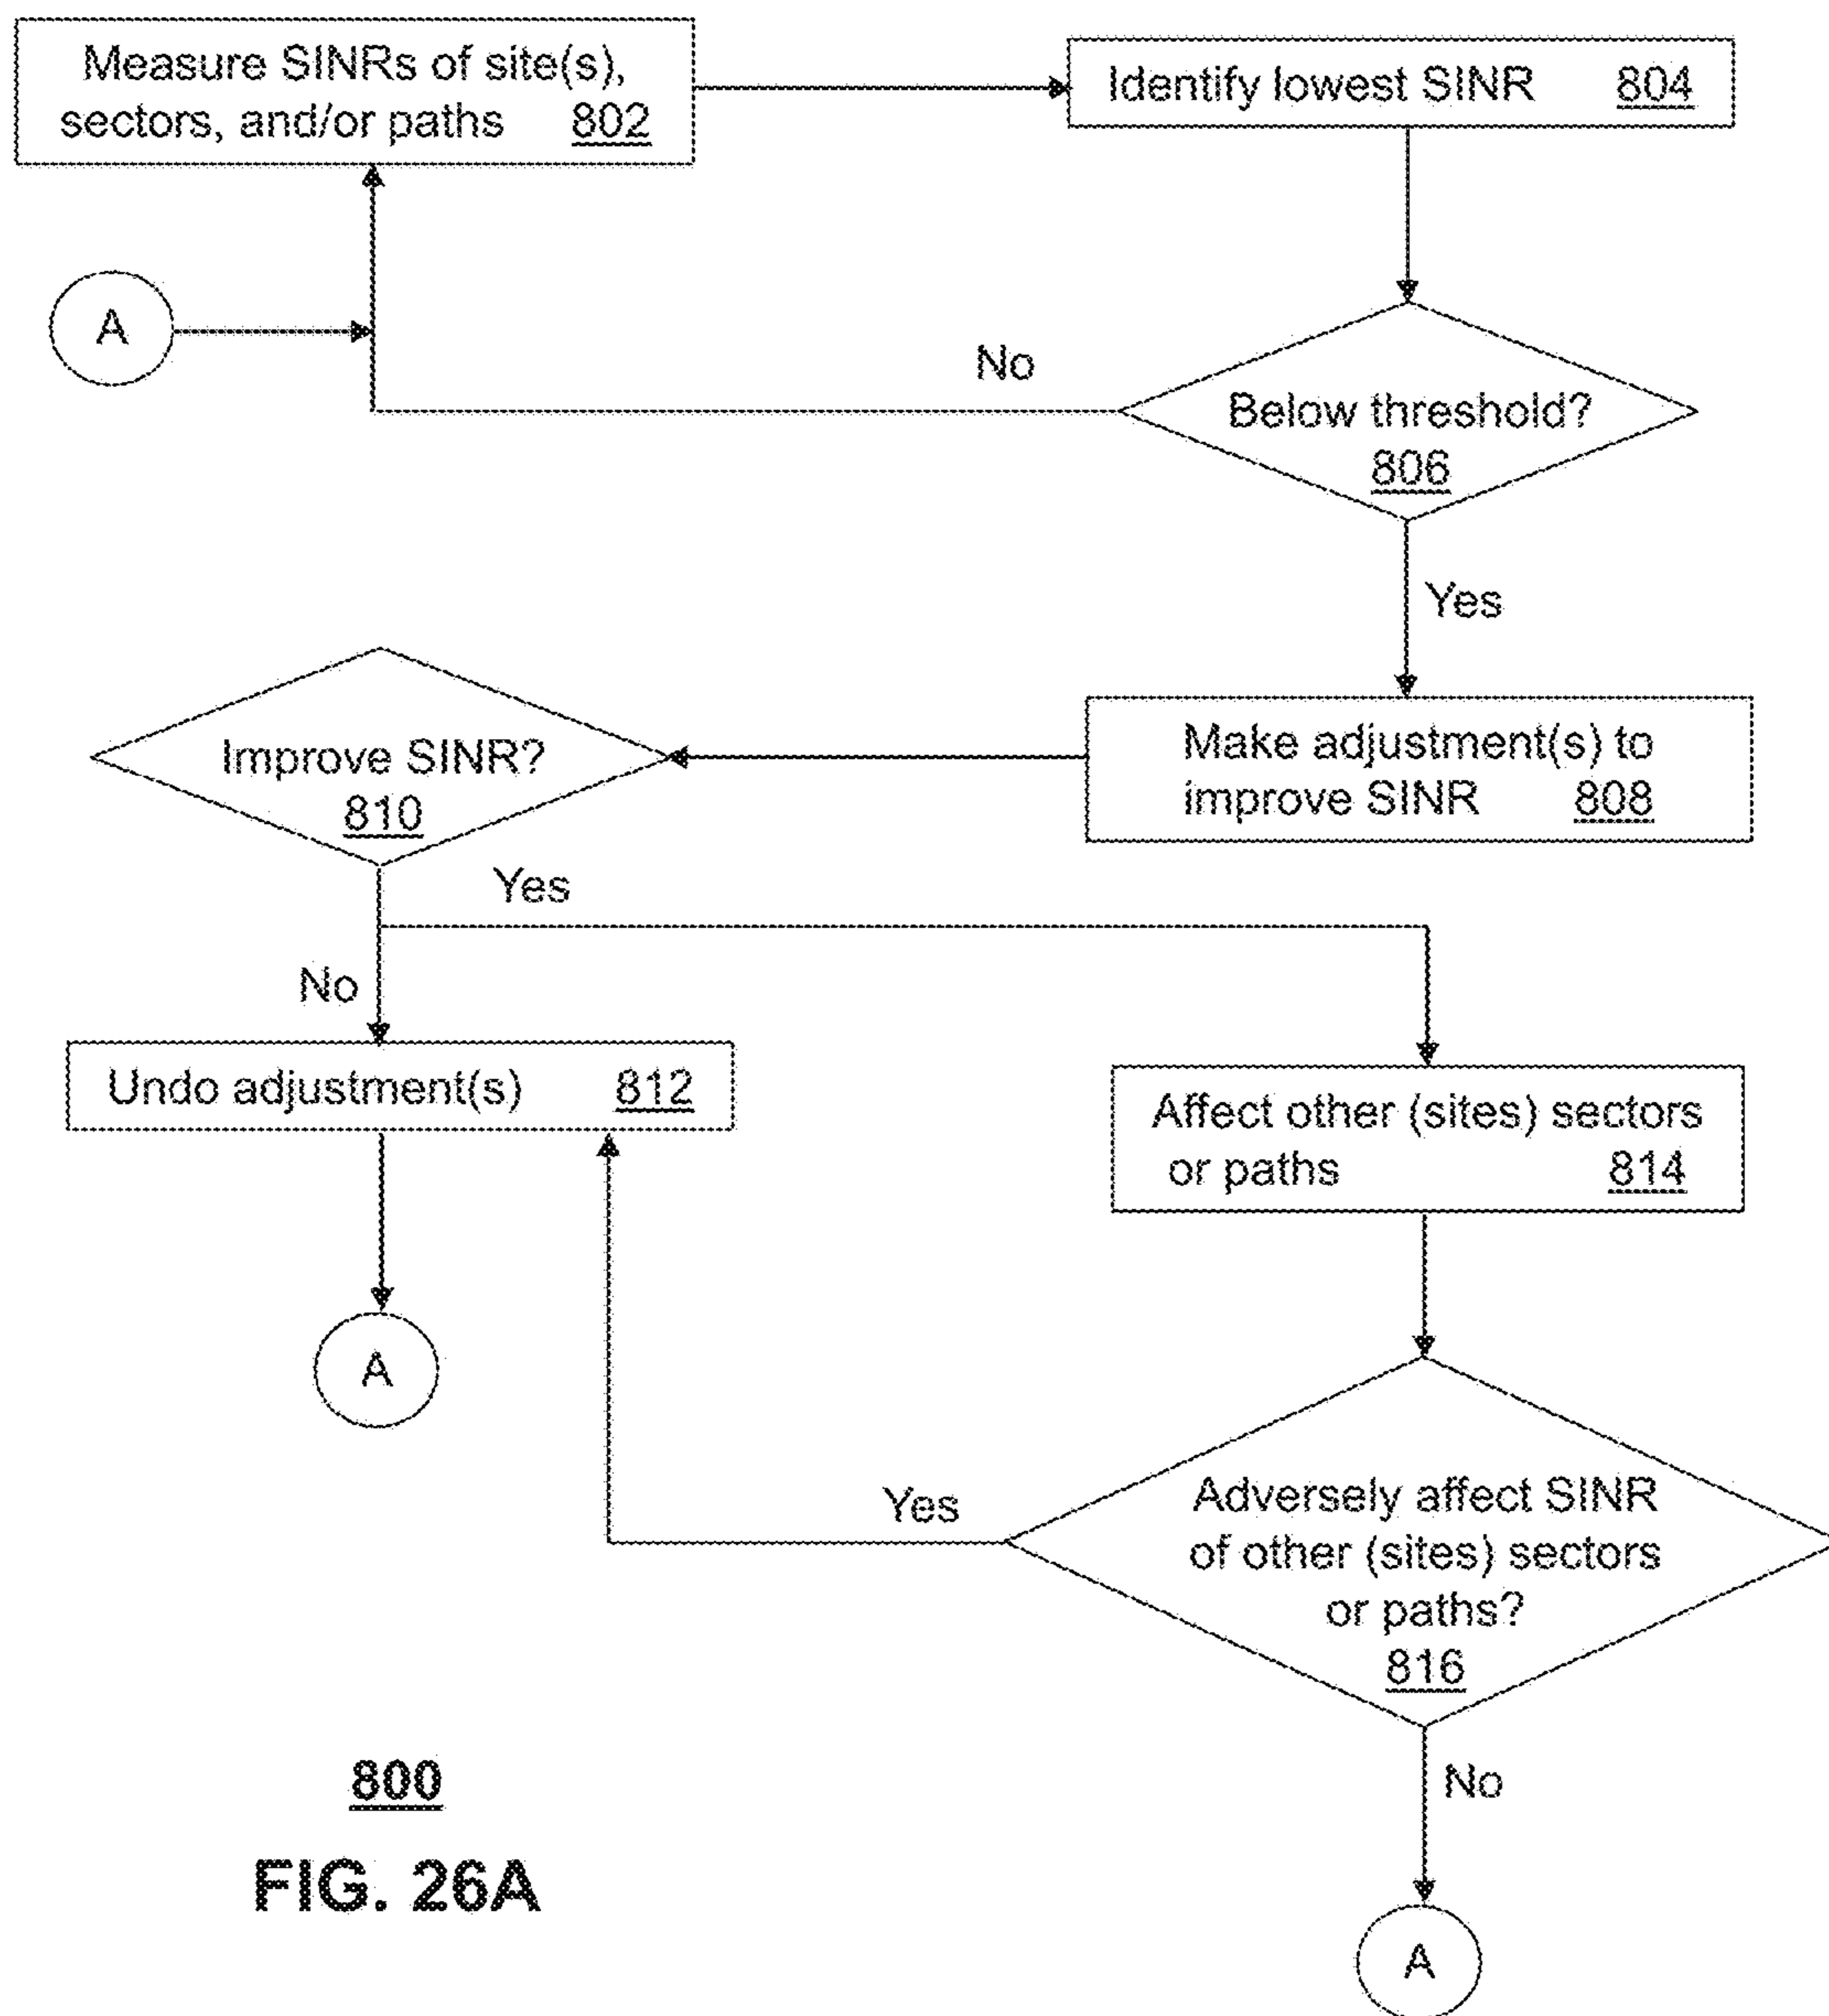 Measure SINRs of site(s),
sectors, and/or paths 802
Identify lowest SINR 804
A
No
Below threshold?
806
Yes
Improve SINR?
810
Make adjustment(s) to
improve SINR 808
Yes
No
Undo adjustment(s) 812
Affect other (sites) sectors
or paths 814
A
Yes
Adversely affect SINR
of other (sites) sectors
or paths?
816
No
800
FIG. 26A
A